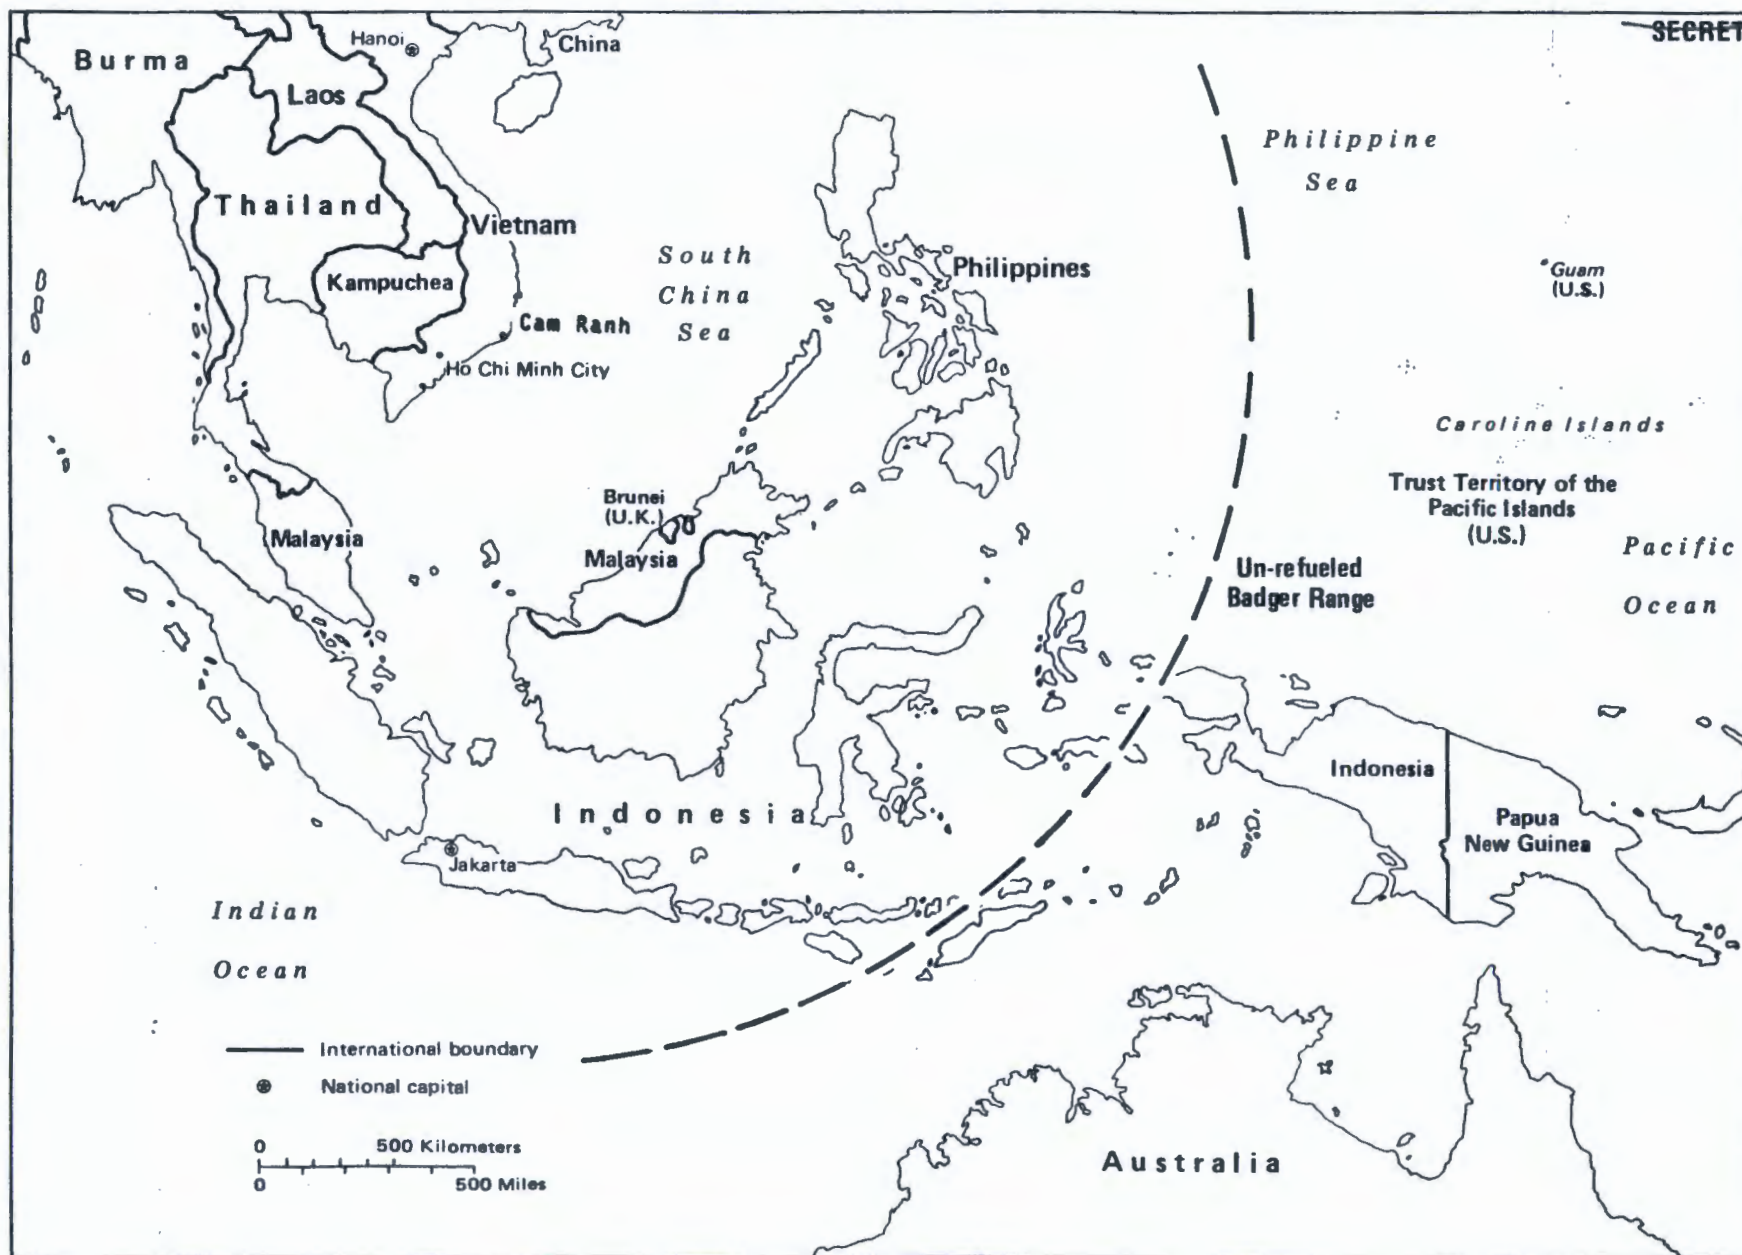 SECRET
Hanoi
China
Burma
Laos
Philippine
Sea
Thailand
Vietnam
South
China
Sea
Philippines
Kampuchea
Guam
(U.S.)
Cam Ranh
Ho Chi Minh City
Caroline Islands
Trust Territory of the
Pacific Islands
(U.S.)
Brunei
(U.K.)
Malaysia
Malaysia
Pacific
Ocean
Un-refueled
Badger Range
Indonesia
Indonesia
Papua
New Guinea
Jakarta
Indian
Ocean
International boundary
National capital
0 500 Kilometers
0 500 Miles
Australia